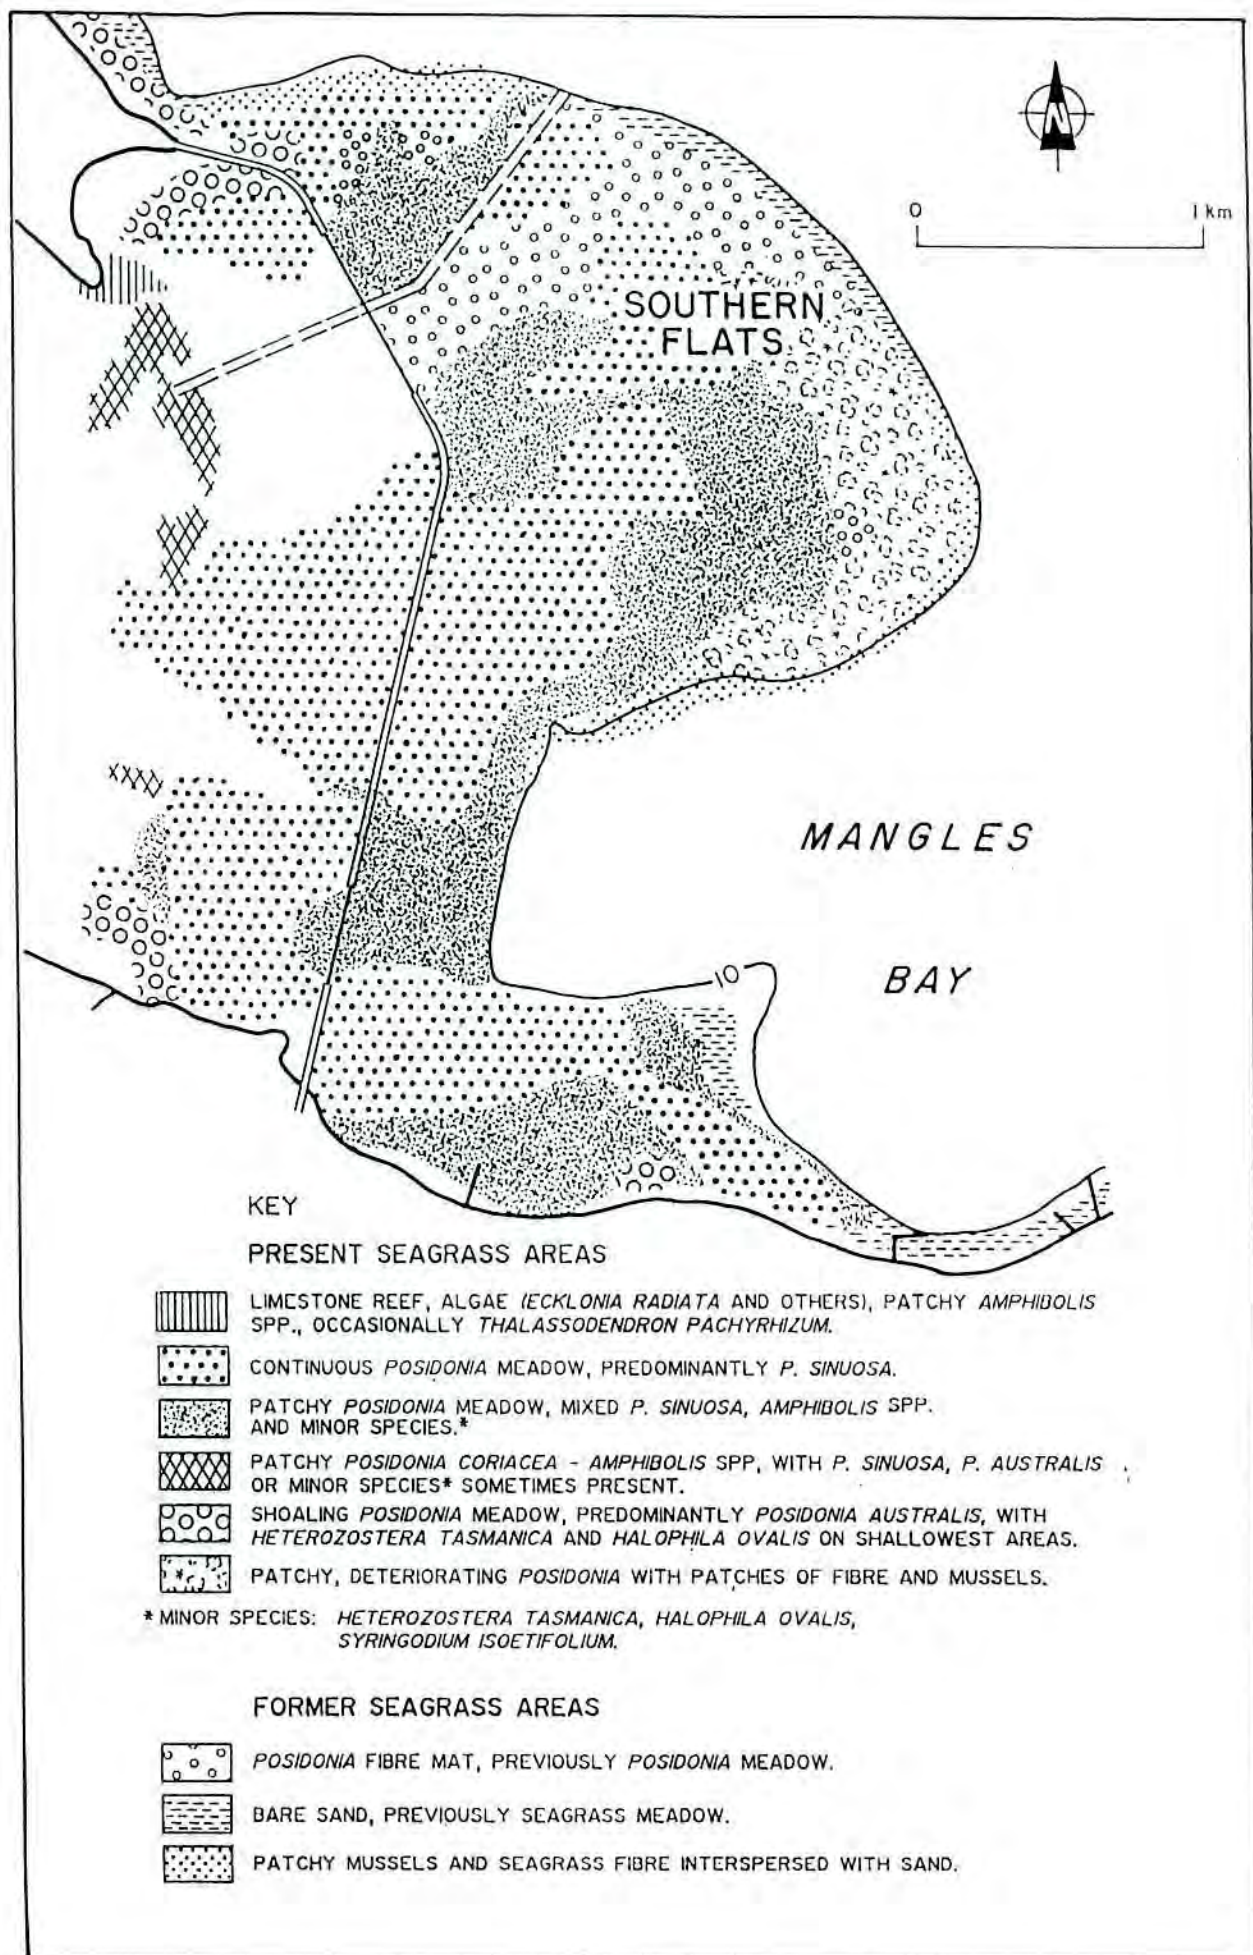 N
0 1 km
SOUTHERN
FLATS
MANGLES
BAY
10
KEY
PRESENT SEAGRASS AREAS
LIMESTONE REEF, ALGAE (ECKLONIA RADIATA AND OTHERS), PATCHY AMPHIBOLIS
SPP., OCCASIONALLY THALASSODENDRON PACHYRHIZUM.
CONTINUOUS POSIDONIA MEADOW, PREDOMINANTLY P. SINUOSA.
PATCHY POSIDONIA MEADOW, MIXED P. SINUOSA, AMPHIBOLIS SPP.
AND MINOR SPECIES.*
PATCHY POSIDONIA CORIACEA - AMPHIBOLIS SPP, WITH P. SINUOSA, P. AUSTRALIS
OR MINOR SPECIES* SOMETIMES PRESENT.
SHOALING POSIDONIA MEADOW, PREDOMINANTLY POSIDONIA AUSTRALIS, WITH
HETEROZOSTERA TASMANICA AND HALOPHILA OVALIS ON SHALLOWEST AREAS.
PATCHY, DETERIORATING POSIDONIA WITH PATCHES OF FIBRE AND MUSSELS.
* MINOR SPECIES: HETEROZOSTERA TASMANICA, HALOPHILA OVALIS,
SYRINGODIUM ISOETIFOLIUM.
FORMER SEAGRASS AREAS
POSIDONIA FIBRE MAT, PREVIOUSLY POSIDONIA MEADOW.
BARE SAND, PREVIOUSLY SEAGRASS MEADOW.
PATCHY MUSSELS AND SEAGRASS FIBRE INTERSPERSED WITH SAND.